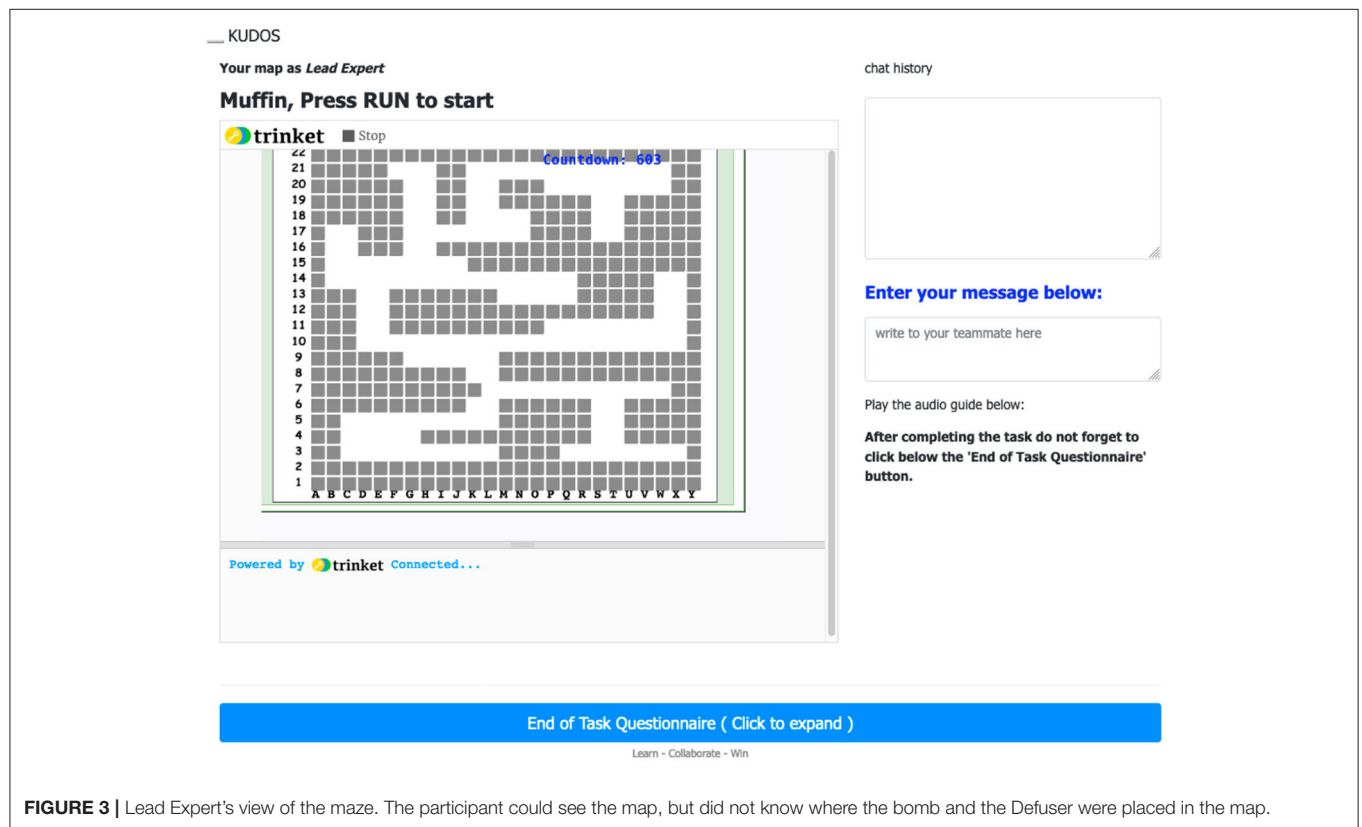 __ KUDOS
Your map as Lead Expert
Muffin, Press RUN to start
trinket Stop
Countdown: 603
22
21
20
19
18
17
16
15
14
13
12
11
10
9
8
7
6
5
4
3
2
1
A B C D E F G H I J K L M N O P Q R S T U V W X Y
Powered by trinket Connected...
chat history
Enter your message below:
write to your teammate here
Play the audio guide below:
After completing the task do not forget to
click below the 'End of Task Questionnaire'
button.
End of Task Questionnaire ( Click to expand )
Learn - Collaborate - Win
FIGURE 3 | Lead Expert's view of the maze. The participant could see the map, but did not know where the bomb and the Defuser were placed in the map.